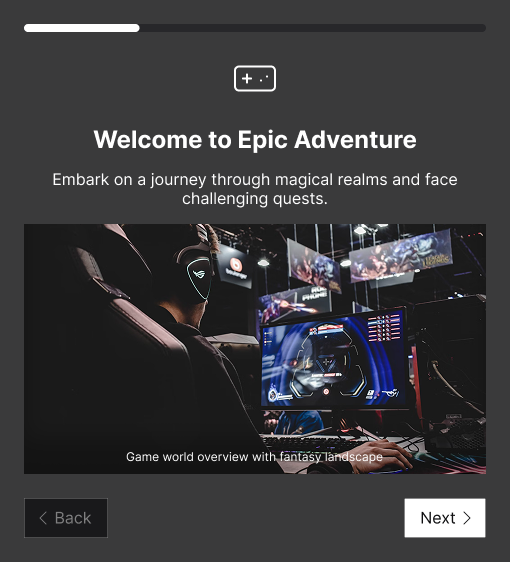 Welcome to Epic Adventure
Embark on a journey through magical realms and face
challenging quests.
PHONE
Game world overview with fantasy landscape
Back
Next